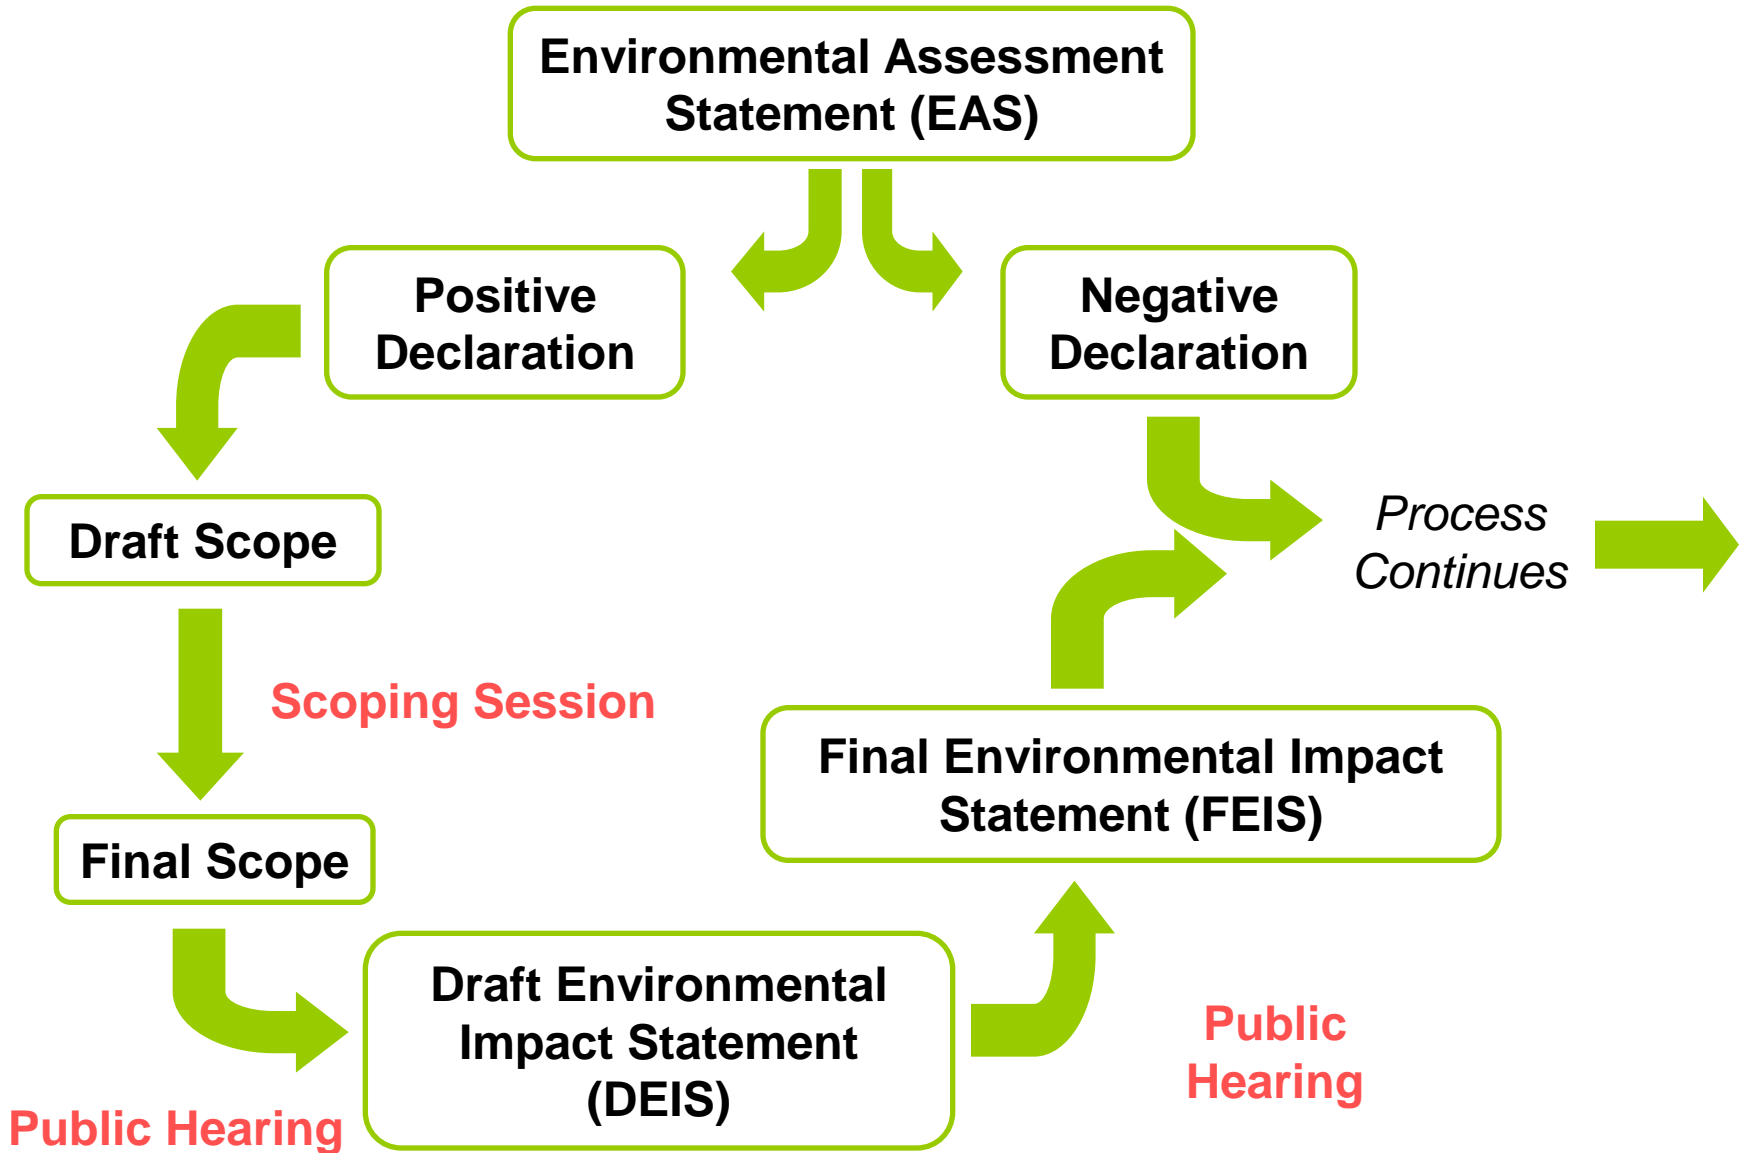 Environmental Assessment
Statement (EAS)
Positive
Declaration
Negative
Declaration
Draft Scope
Process
Continues
Scoping Session
Final Environmental Impact
Statement (FEIS)
Final Scope
Draft Environmental
Impact Statement
(DEIS)
Public
Hearing
Public Hearing